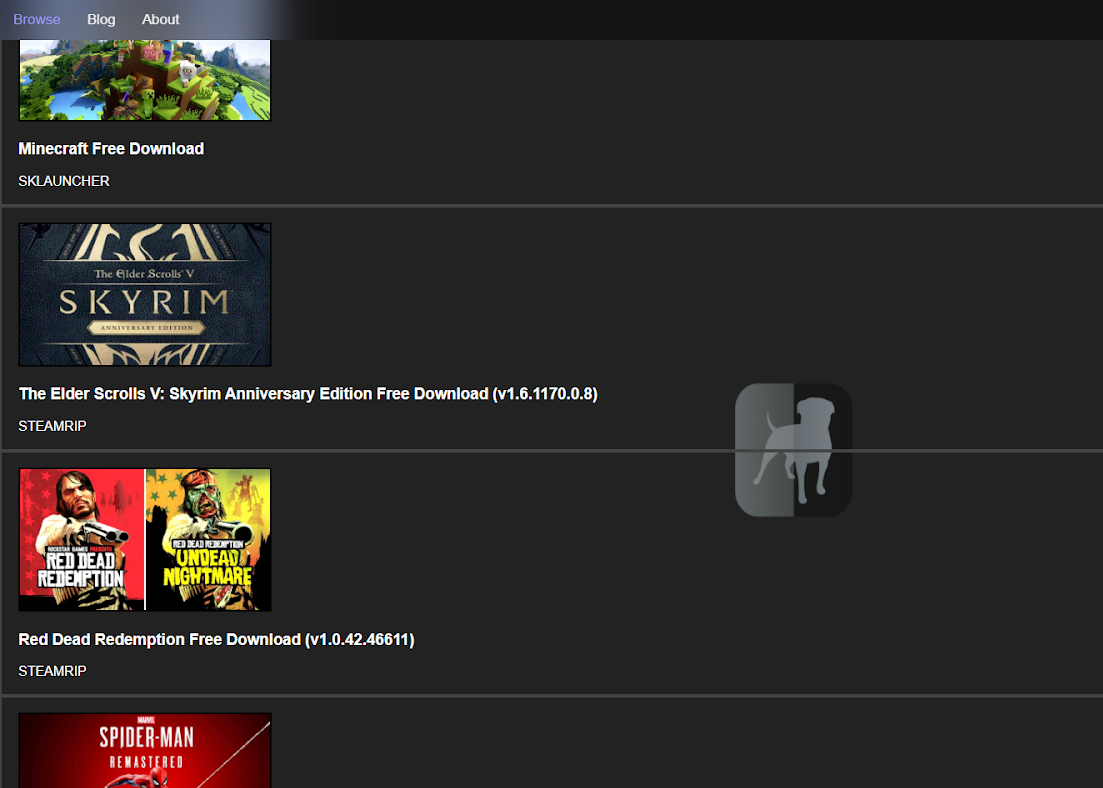 Browse Blog About
Minecraft Free Download
SKLAUNCHER
The Elder Scrolls V
SKYRIM
ANNIVERSARY EDITION
The Elder Scrolls V: Skyrim Anniversary Edition Free Download (v1.6.1170.0.8)
STEAMRIP
ROCKSTAR GAMES PRESENTS
RED DEAD
REDEMPTION
RED DEAD REDEMPTION
UNDEAD
NIGHTMARE
Red Dead Redemption Free Download (v1.0.42.46611)
STEAMRIP
MARVEL
SPIDER-MAN
REMASTERED